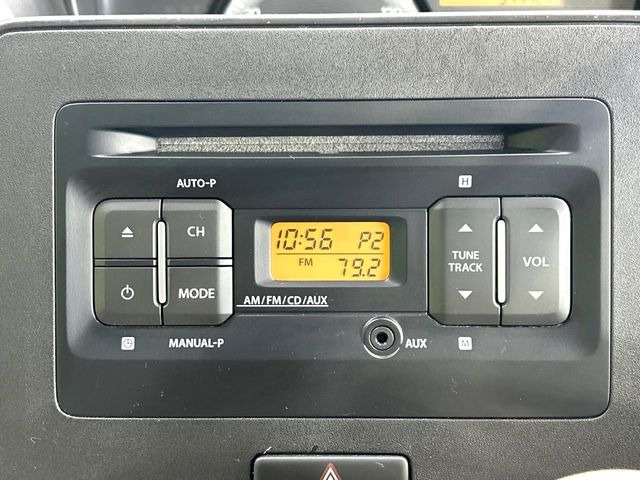 AUTO-P
H
CH
10:56 P2
TUNE
TRACK
VOL
FM 79.2
MODE
AM/FM/CD/AUX
MANUAL-P
AUX
M